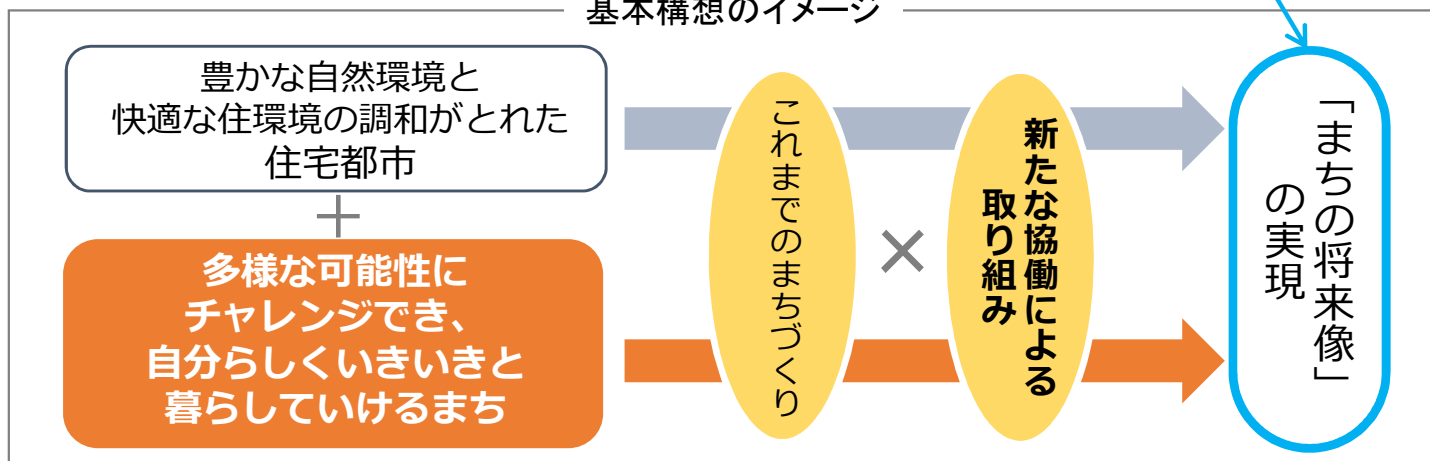 基本構想のイメージ
豊かな自然環境と
快適な住環境の調和がとれた
住宅都市
＋
多様な可能性に
チャレンジでき、
自分らしくいきいきと
暮らしていけるまち
これまでのまちづくり
×
新たな協働による
取り組み
「まちの将来像」
の実現